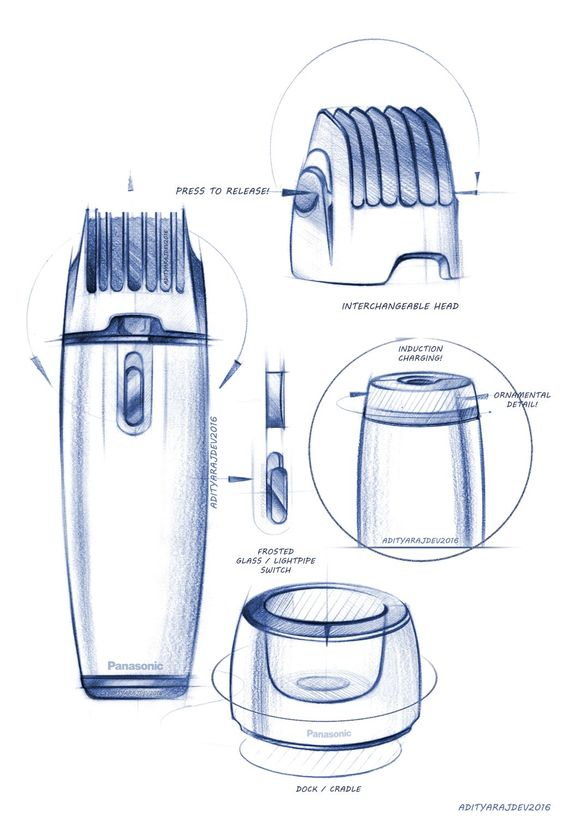 PRESS TO RELEASE!
INTERCHANGEABLE HEAD
ADITYARAJDEV2016
INDUCTION
CHARGING!
ORNAMENTAL
DETAIL!
ADITYARAJDEV2016
ADITYARAJDEV2016
FROSTED
GLASS / LIGHTPIPE
SWITCH
Panasonic
Panasonic
DOCK / CRADLE
ADITYARAJDEV2016